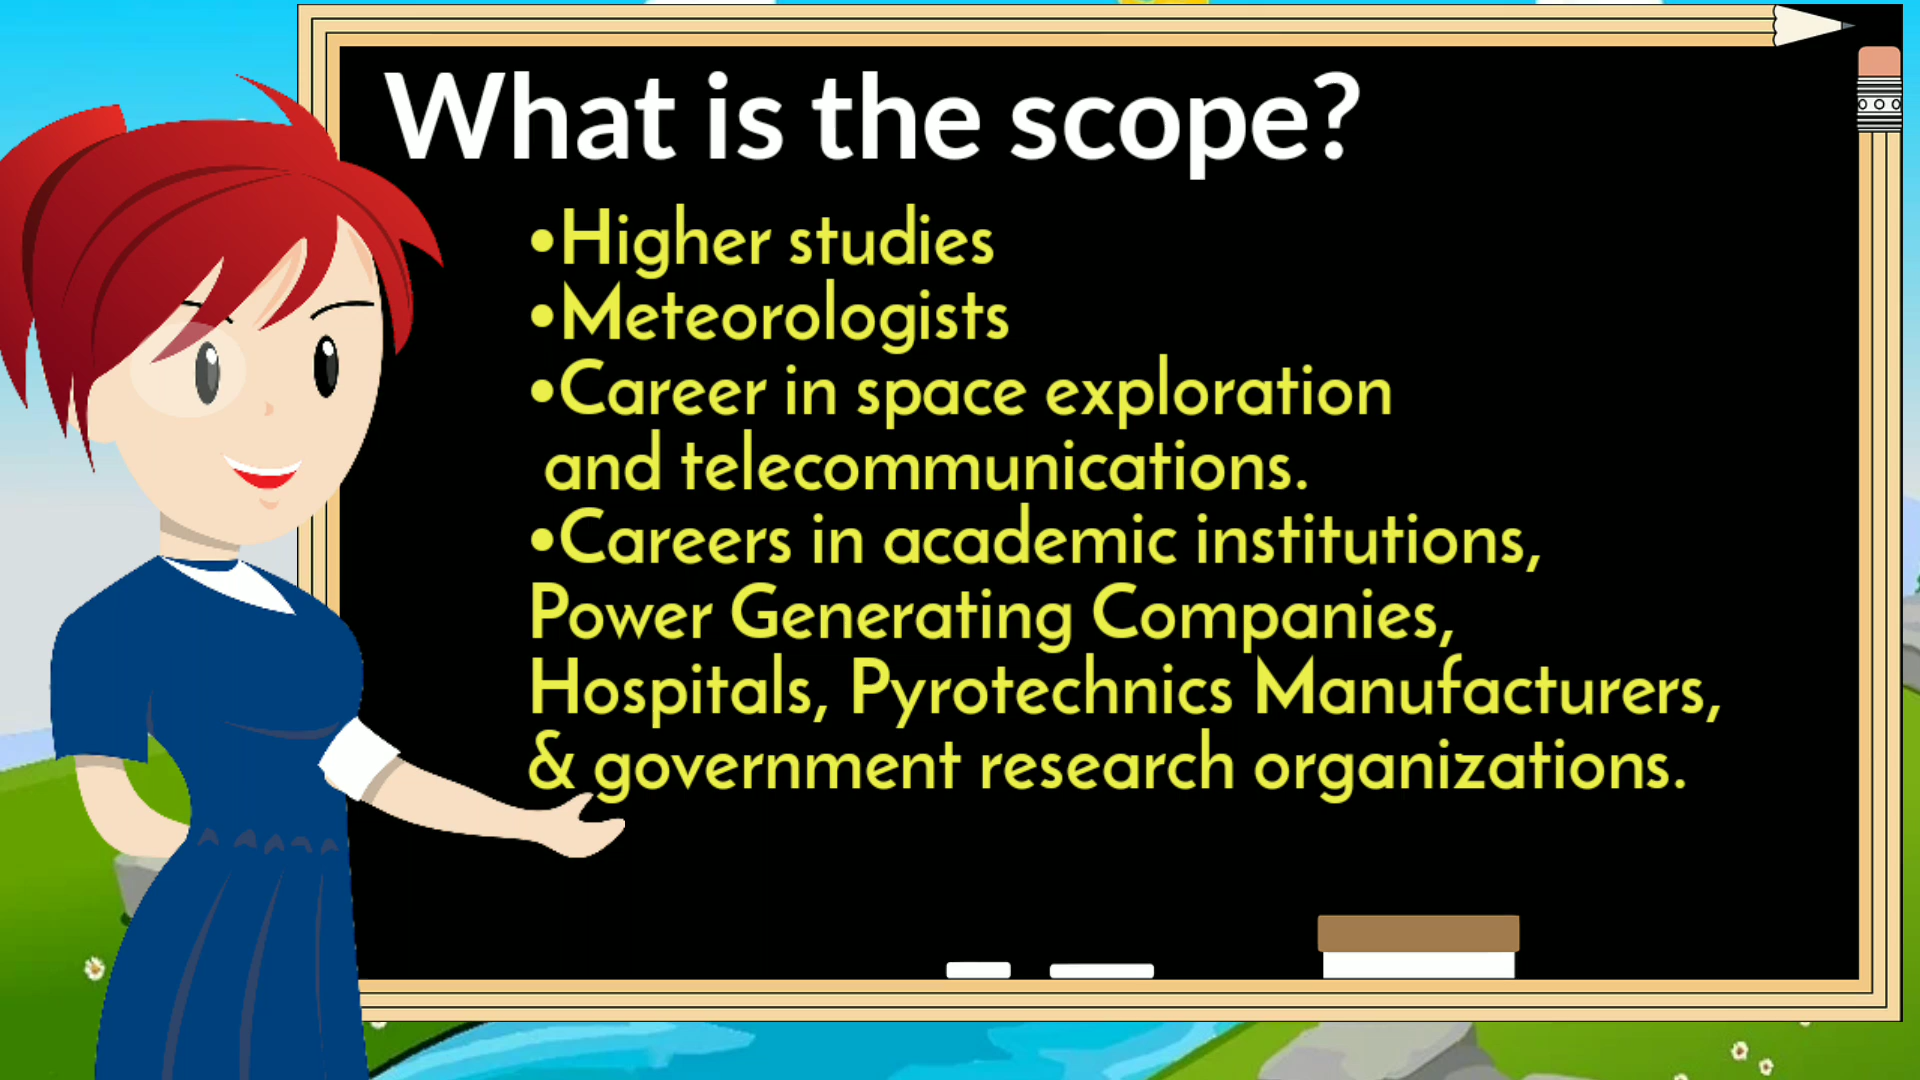 What is the scope?
•Higher studies
•Meteorologists
•Career in space exploration
and telecommunications.
•Careers in academic institutions,
Power Generating Companies,
Hospitals, Pyrotechnics Manufacturers,
& government research organizations.